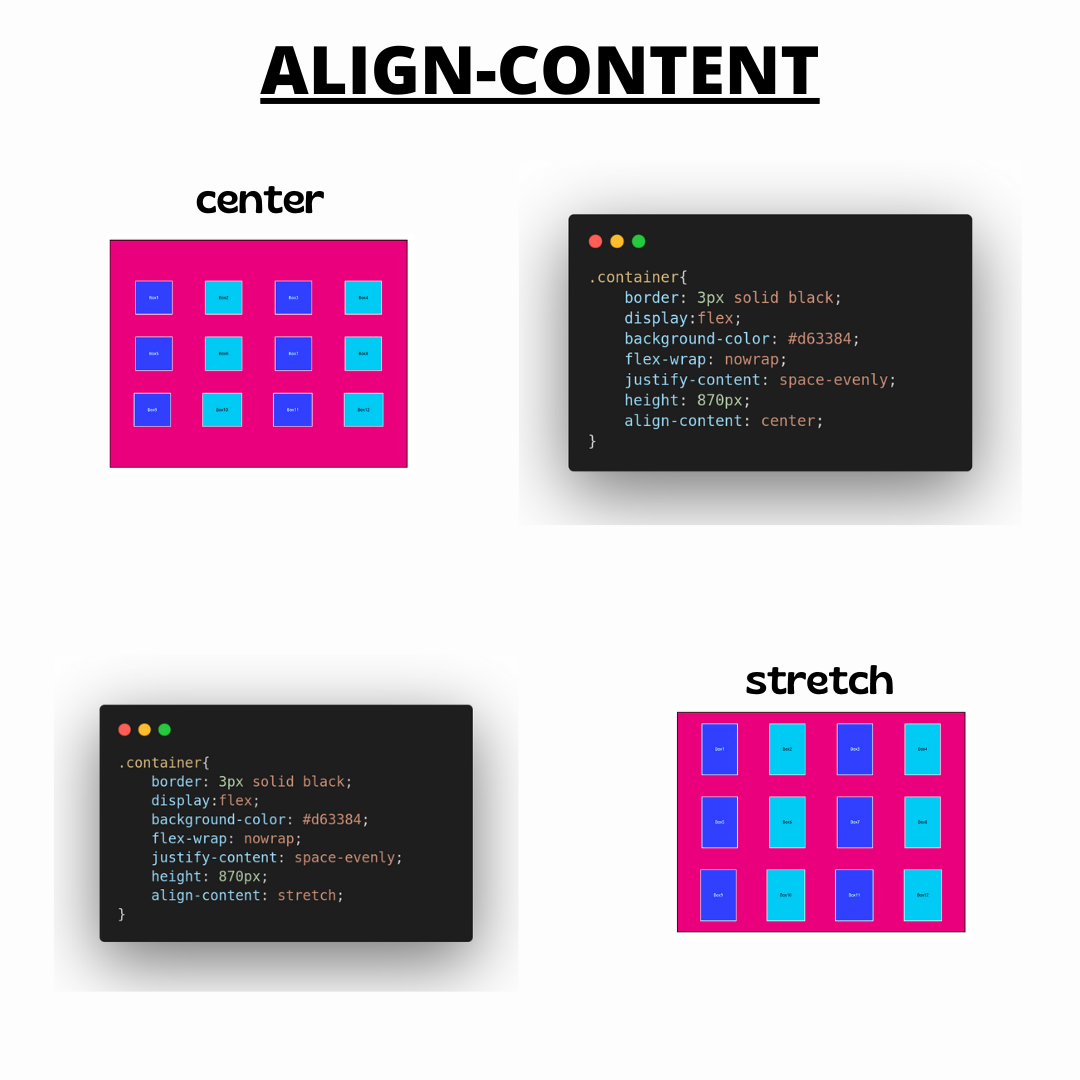 ALIGN-CONTENT
center
Box1 Box2 Box3 Box4
Box5 Box6 Box7 Box8
Box9 Box10 Box11 Box12
.container{
    border: 3px solid black;
    display:flex;
    background-color: #d63384;
    flex-wrap: nowrap;
    justify-content: space-evenly;
    height: 870px;
    align-content: center;
}
.container{
    border: 3px solid black;
    display:flex;
    background-color: #d63384;
    flex-wrap: nowrap;
    justify-content: space-evenly;
    height: 870px;
    align-content: stretch;
}
stretch
Box1 Box2 Box3 Box4
Box5 Box6 Box7 Box8
Box9 Box10 Box11 Box12